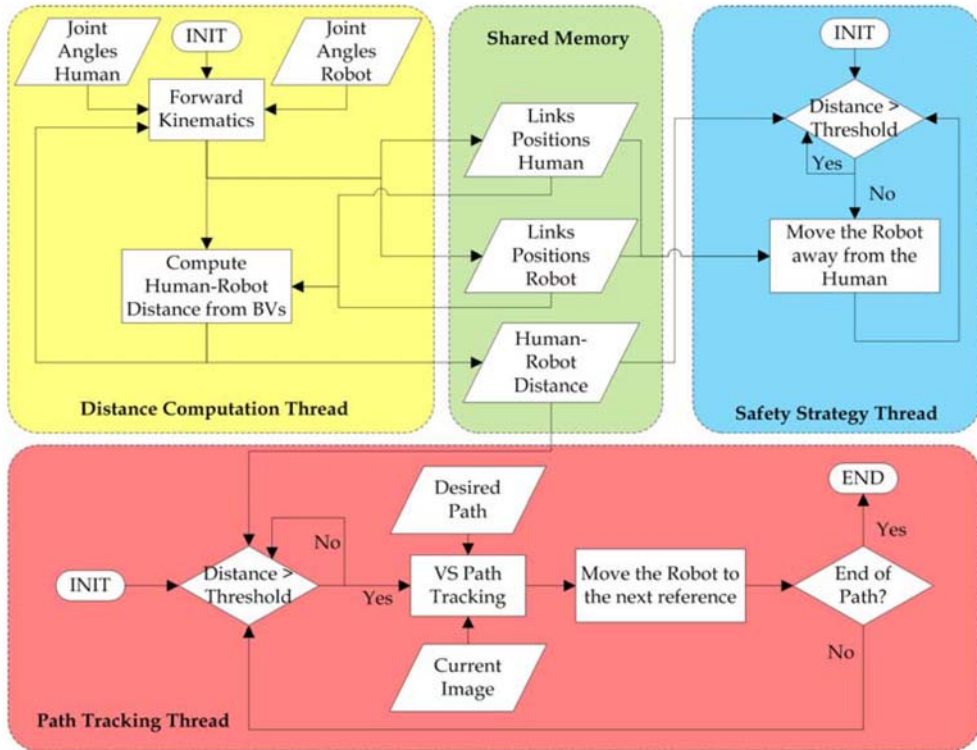 Joint
Angles
Human
INIT
Joint
Angles
Robot
Forward
Kinematics
Compute
Human-Robot
Distance from BVs
Distance Computation Thread
Shared Memory
Links
Positions
Human
Links
Positions
Robot
Human-
Robot
Distance
INIT
Distance >
Threshold
Yes
No
Move the Robot
away from the
Human
Safety Strategy Thread
Desired
Path
END
No
Yes
INIT
Distance >
Threshold
Yes
VS Path
Tracking
Move the Robot to
the next reference
End of
Path?
No
Current
Image
Path Tracking Thread